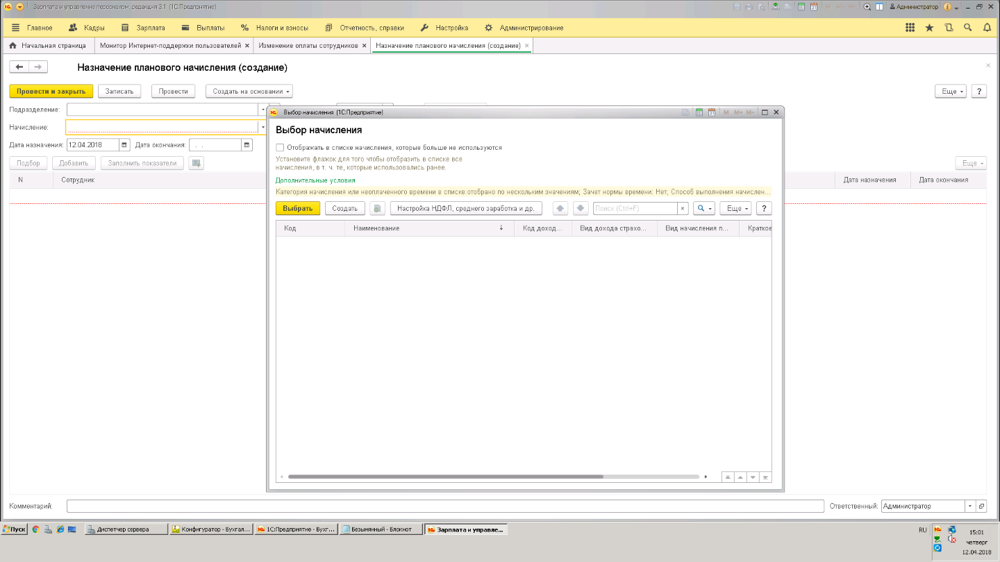 Зарплата и управление персоналом, редакция 3.1 (1С:Предприятие)
M M+ M- Администратор
Главное Кадры Зарплата Выплаты Налоги и взносы Отчетность, справки Настройка Администрирование
Начальная страница Монитор Интернет-поддержки пользователей × Изменение оплаты сотрудников × Назначение планового начисления (создание) ×
Назначение планового начисления (создание)
Провести и закрыть Записать Провести Создать на основании Еще ?
Подразделение:
Начисление:
Дата назначения: 12.04.2018 Дата окончания: . .
Подбор Добавить Заполнить показатели Еще
N Сотрудник Дата назначения Дата окончания
Выбор начисления (1С:Предприятие) M M+ M-
Выбор начисления
Отображать в списке начисления, которые больше не используются
Установите флажок для того чтобы отобразить в списке все
начисления, в т. ч. те, которые использовались ранее.
Дополнительные условия
Категория начисления или неоплаченного времени в списке:отобрано по нескольким значениям; Зачет нормы времени: Нет; Способ выполнения начислен...
Выбрать Создать Настройка НДФЛ, среднего заработка и др. Поиск (Ctrl+F) × Еще ?
Код Наименование ↓ Код доход... Вид дохода страхо... Вид начисления п... Краткое
Комментарий: Ответственный: Администратор
Пуск Диспетчер сервера Конфигуратор - Бухгал... 1С:Предприятие - Бухг... Безымянный - Блокнот Зарплата и управле... RU
15:01
четверг
12.04.2018